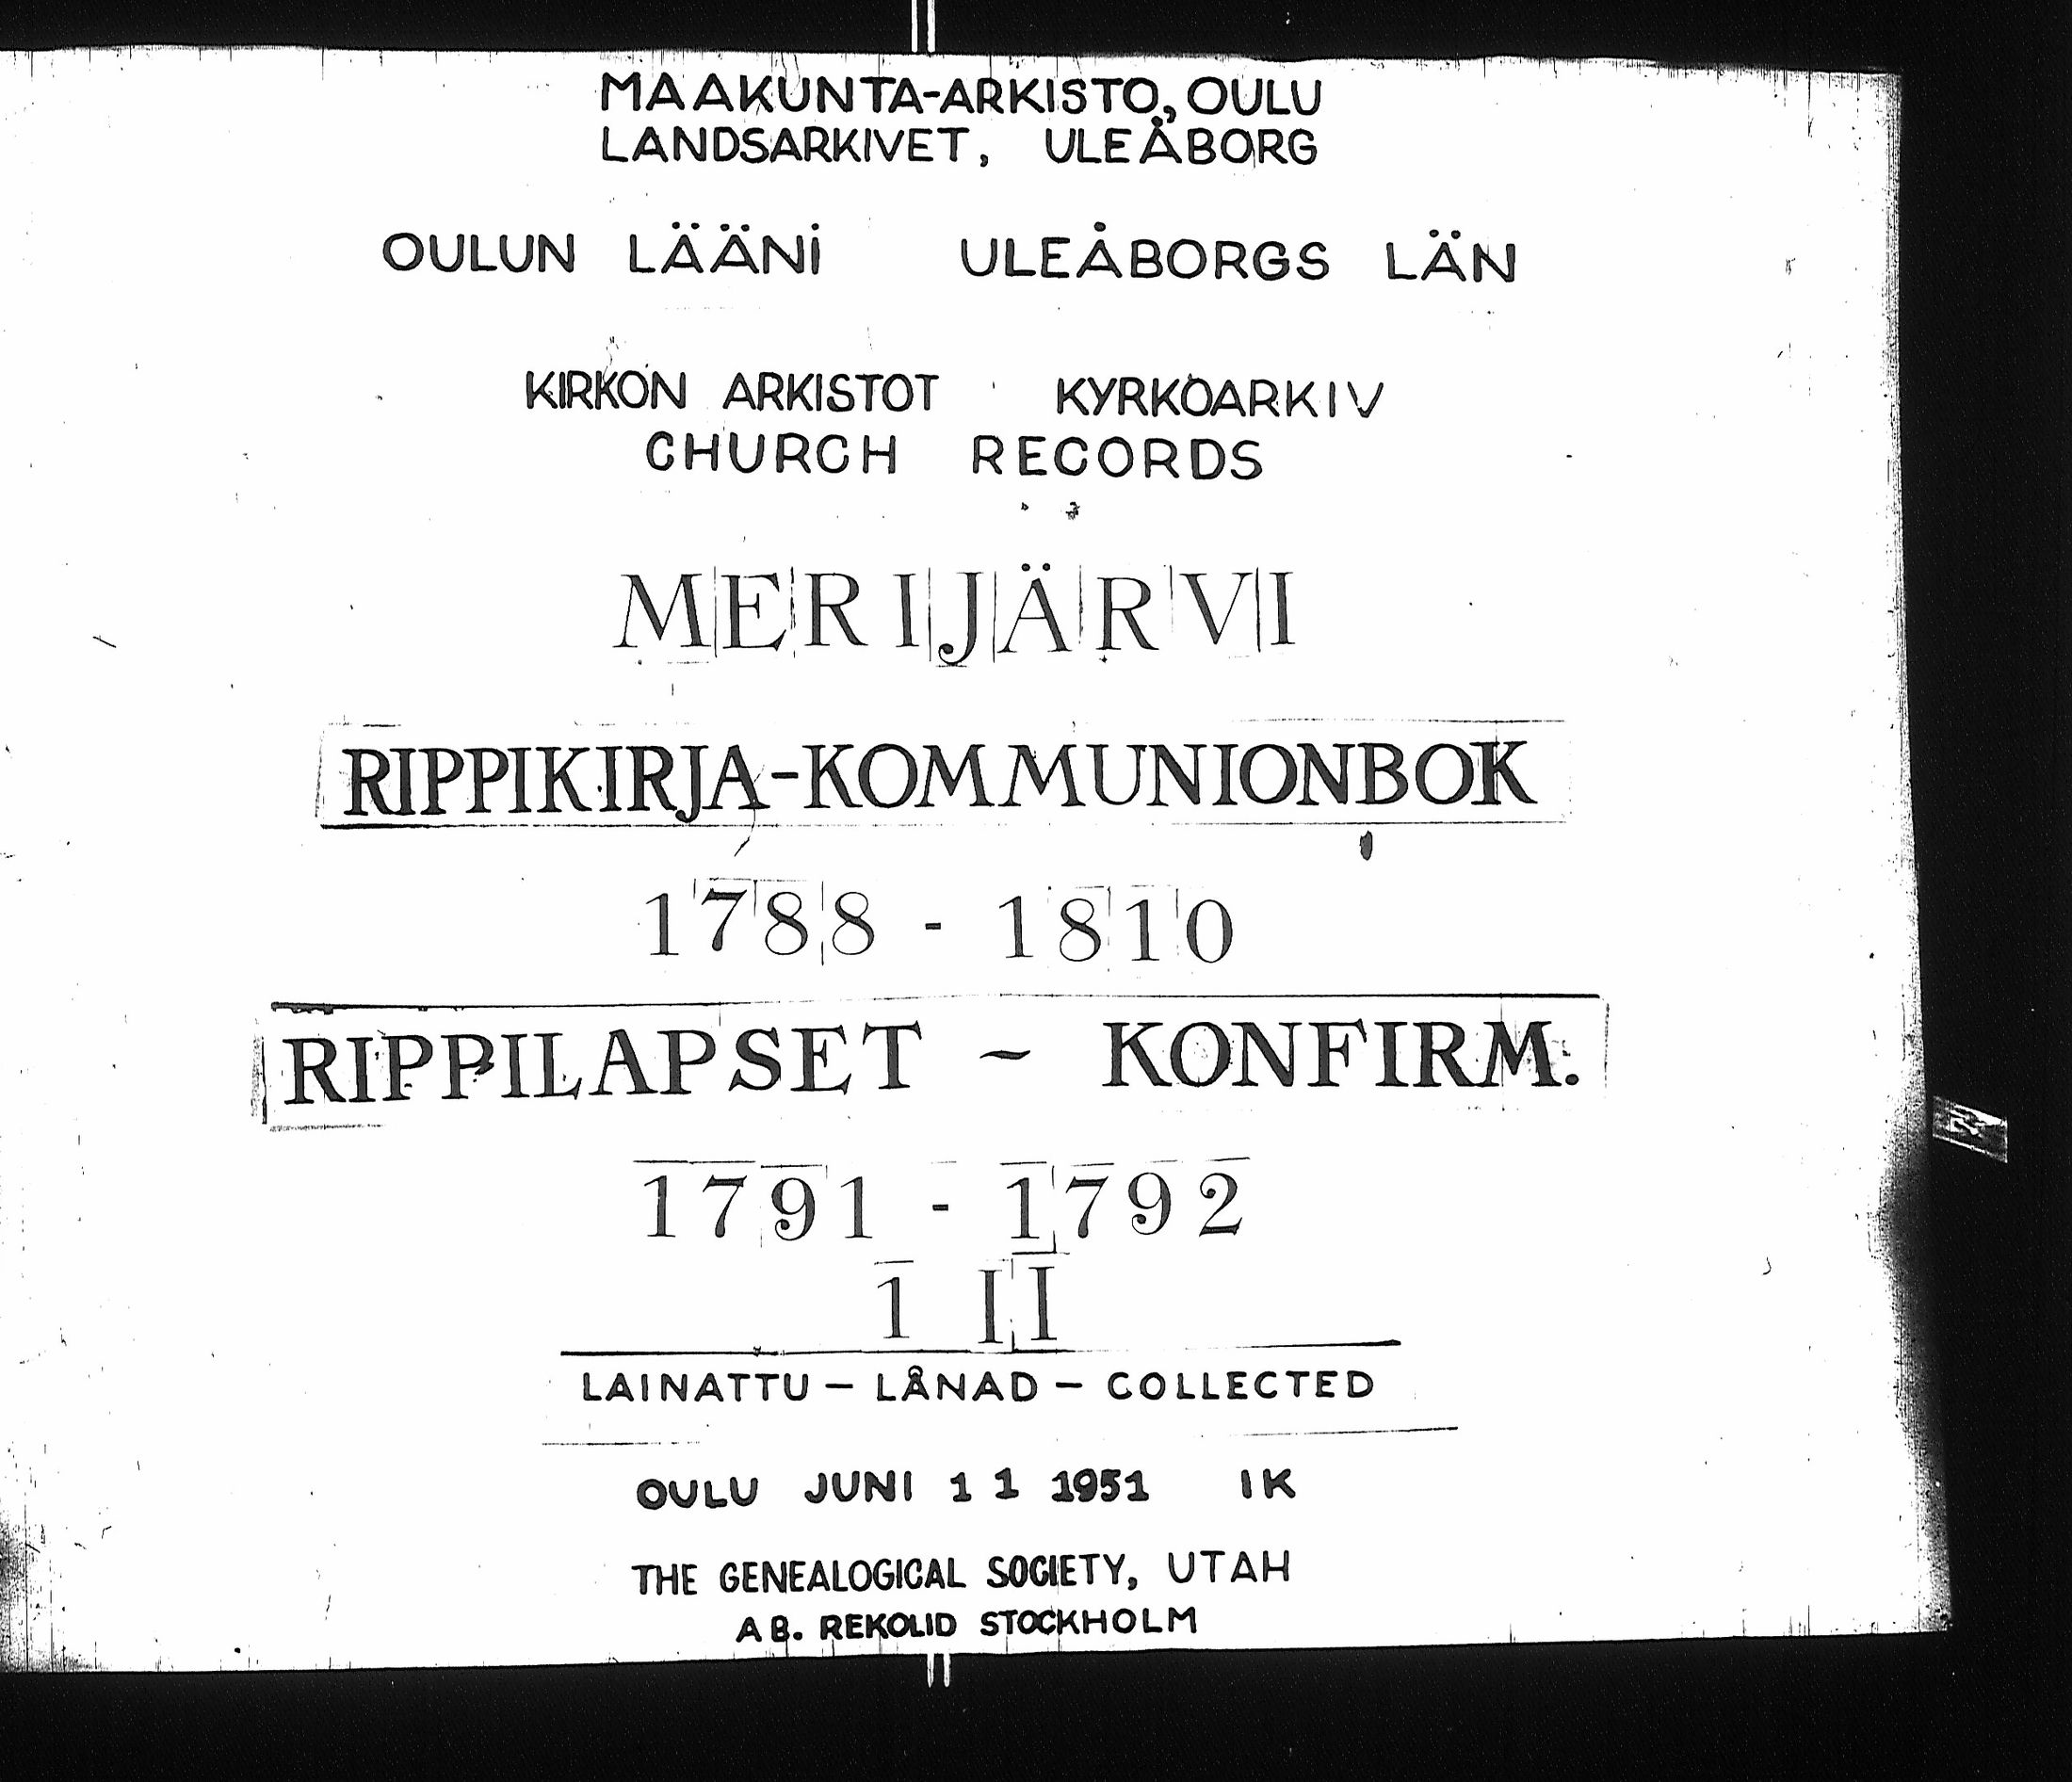 MAAKUNTA-ARKISTO, OULU
LANDSARKIVET, ULEÅBORG
OULUN LÄÄNI ULEÅBORGS LÄN
KIRKON ARKISTOT KYRKOARKIV
CHURCH RECORDS
MERIJÄRVI
RIPPIKIRJA-KOMMUNIONBOK
1788 - 1810
RIPPILAPSET - KONFIRM.
1791 - 1792
1 II
LAINATTU - LÅNAD - COLLECTED
OULU JUNI 11 1951 IK
THE GENEALOGICAL SOCIETY, UTAH
AB. REKOLID STOCKHOLM